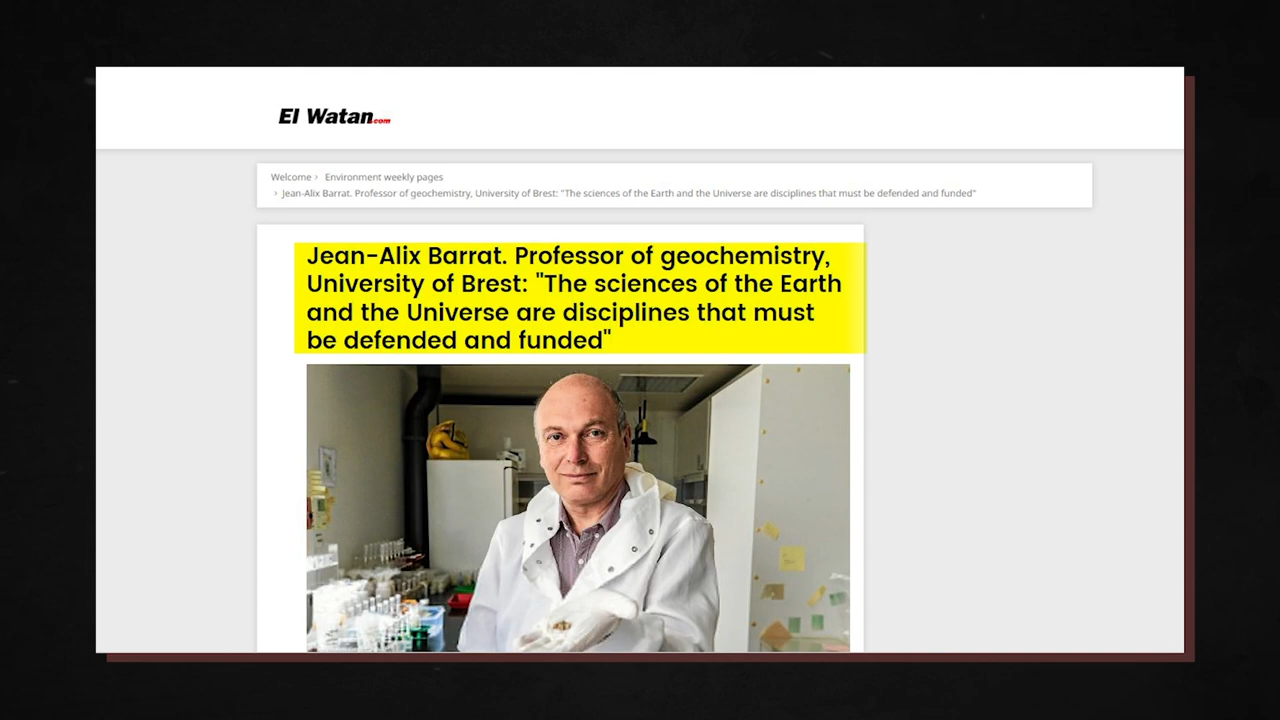 El Watan.com
Welcome › Environment weekly pages
› Jean-Alix Barrat. Professor of geochemistry, University of Brest: "The sciences of the Earth and the Universe are disciplines that must be defended and funded"
Jean-Alix Barrat. Professor of geochemistry,
University of Brest: "The sciences of the Earth
and the Universe are disciplines that must
be defended and funded"